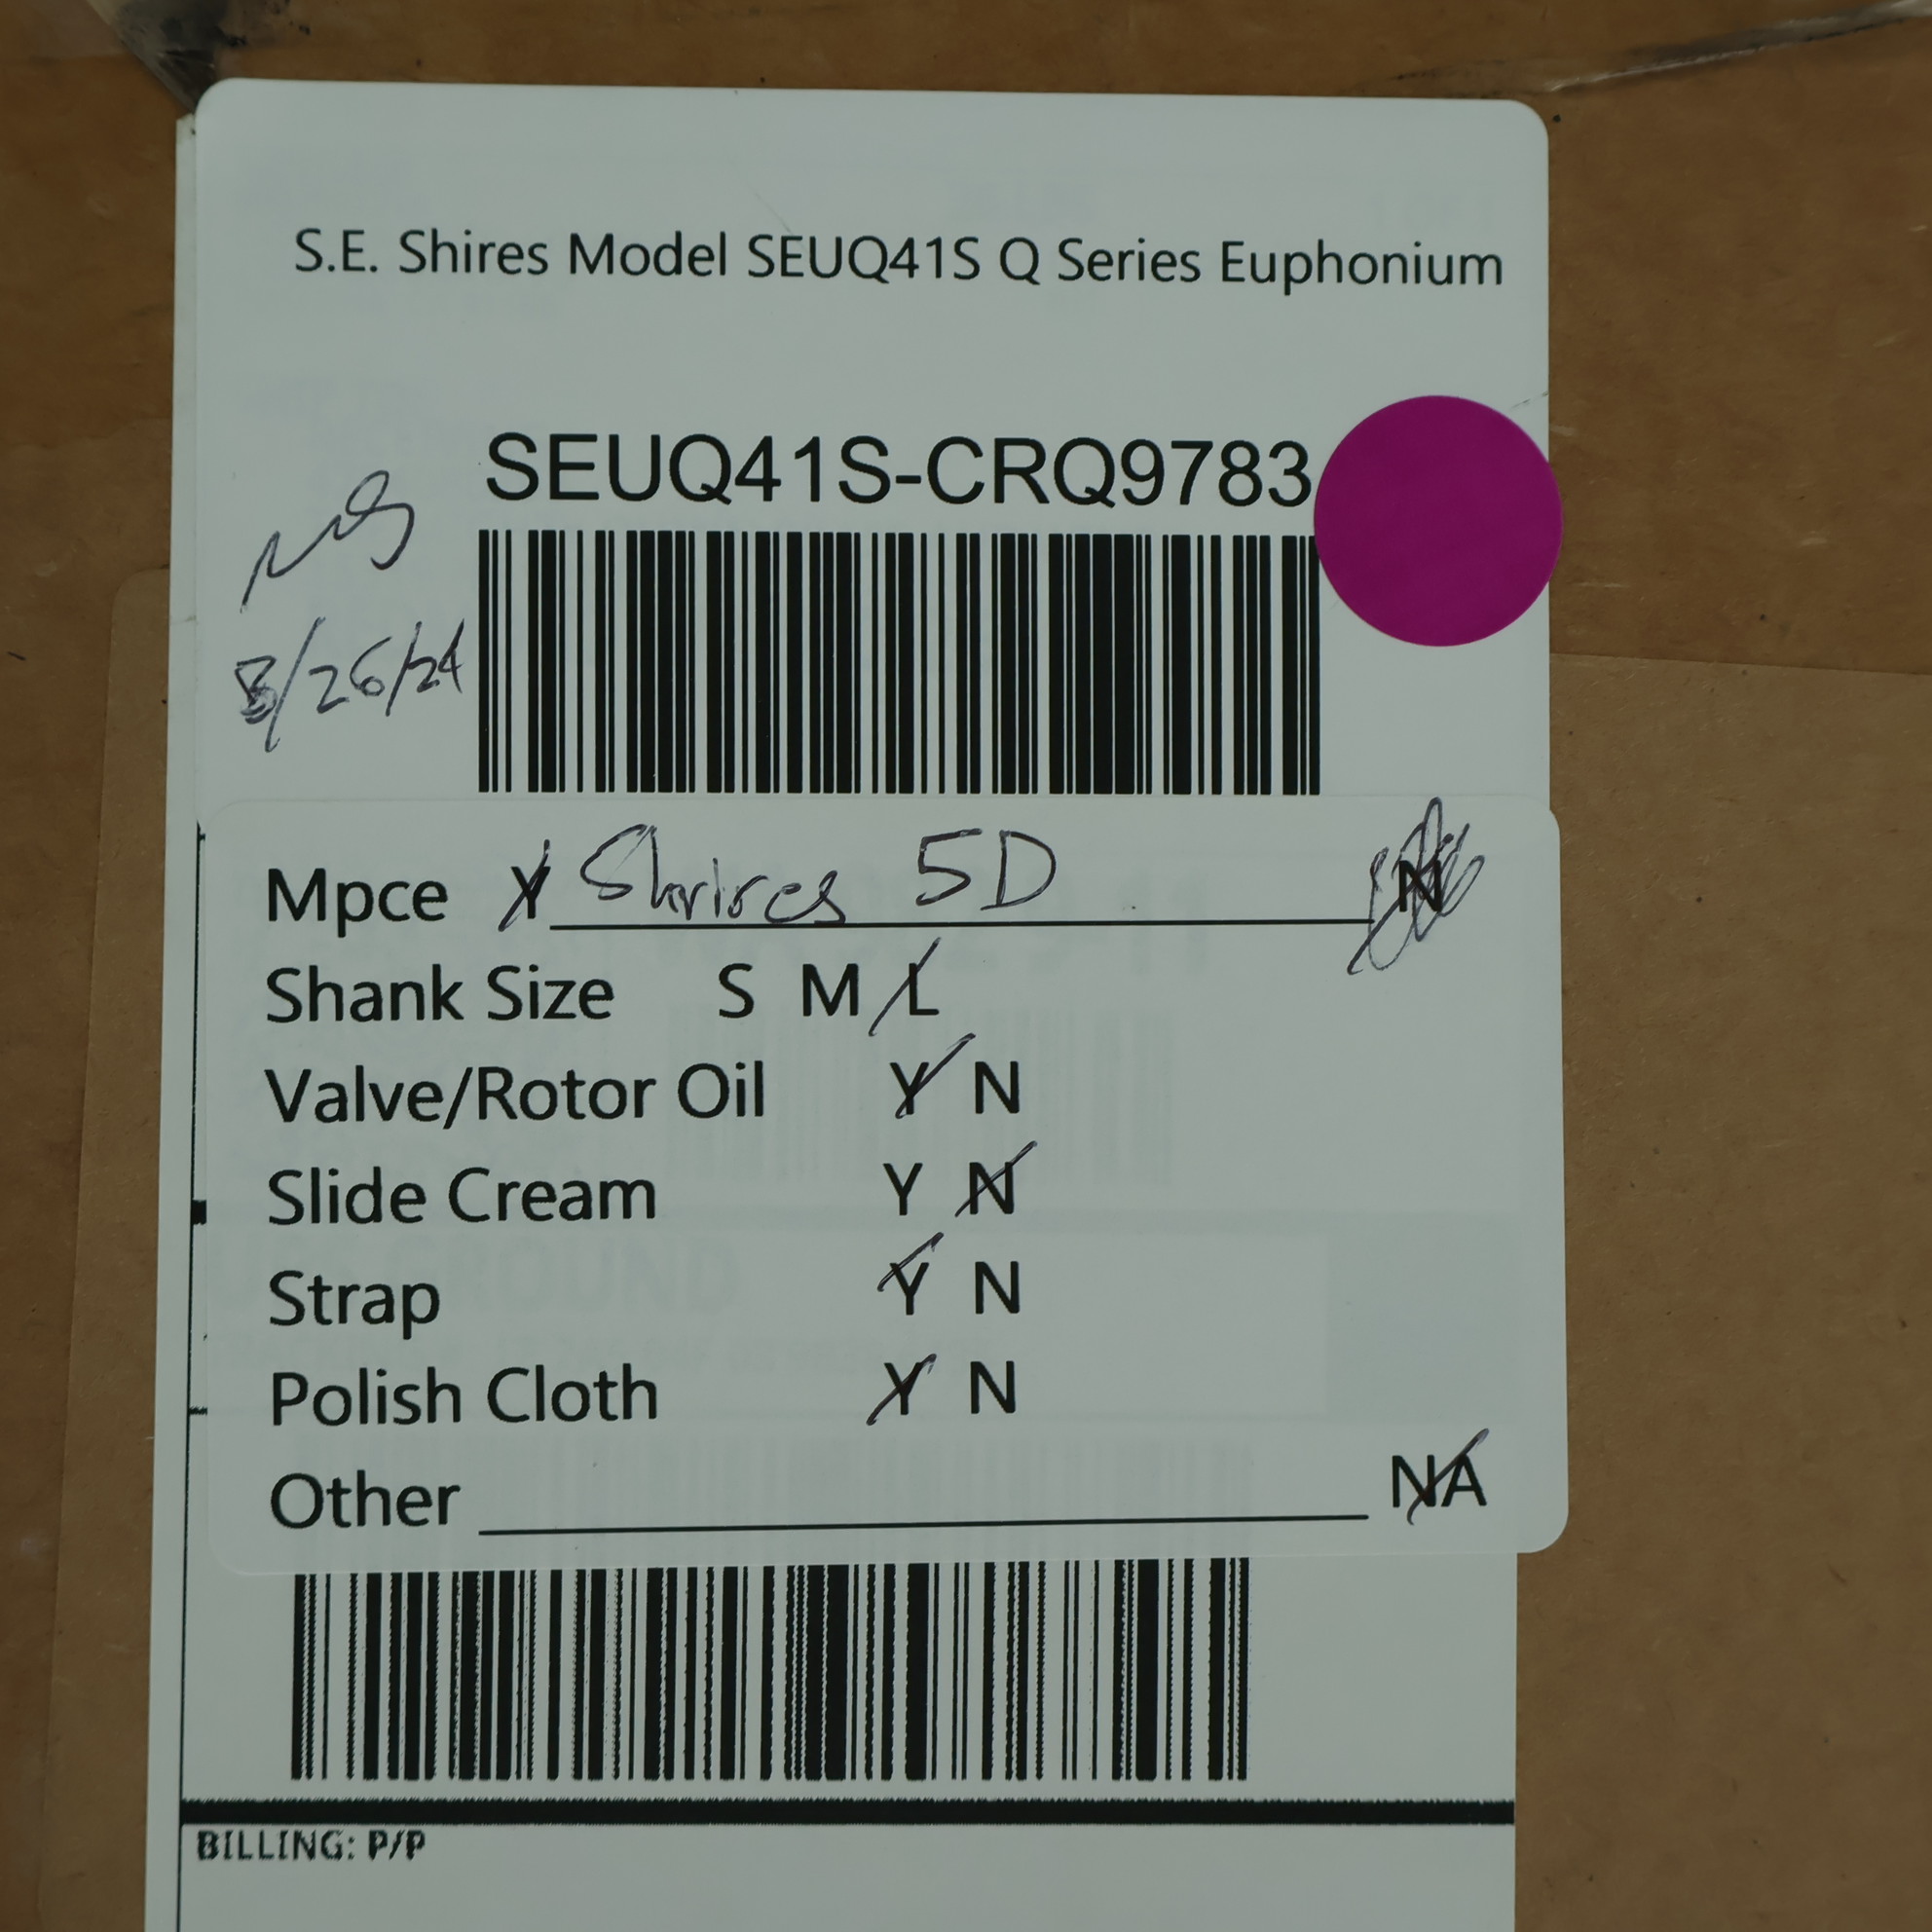 S.E. Shires Model SEUQ41S Q Series Euphonium
SEUQ41S-CRQ9783
8/26/24
Mpce Y Shrires 5D N
Shank Size S M L
Valve/Rotor Oil Y N
Slide Cream Y N
Strap Y N
Polish Cloth Y N
Other NA
BILLING: P/P